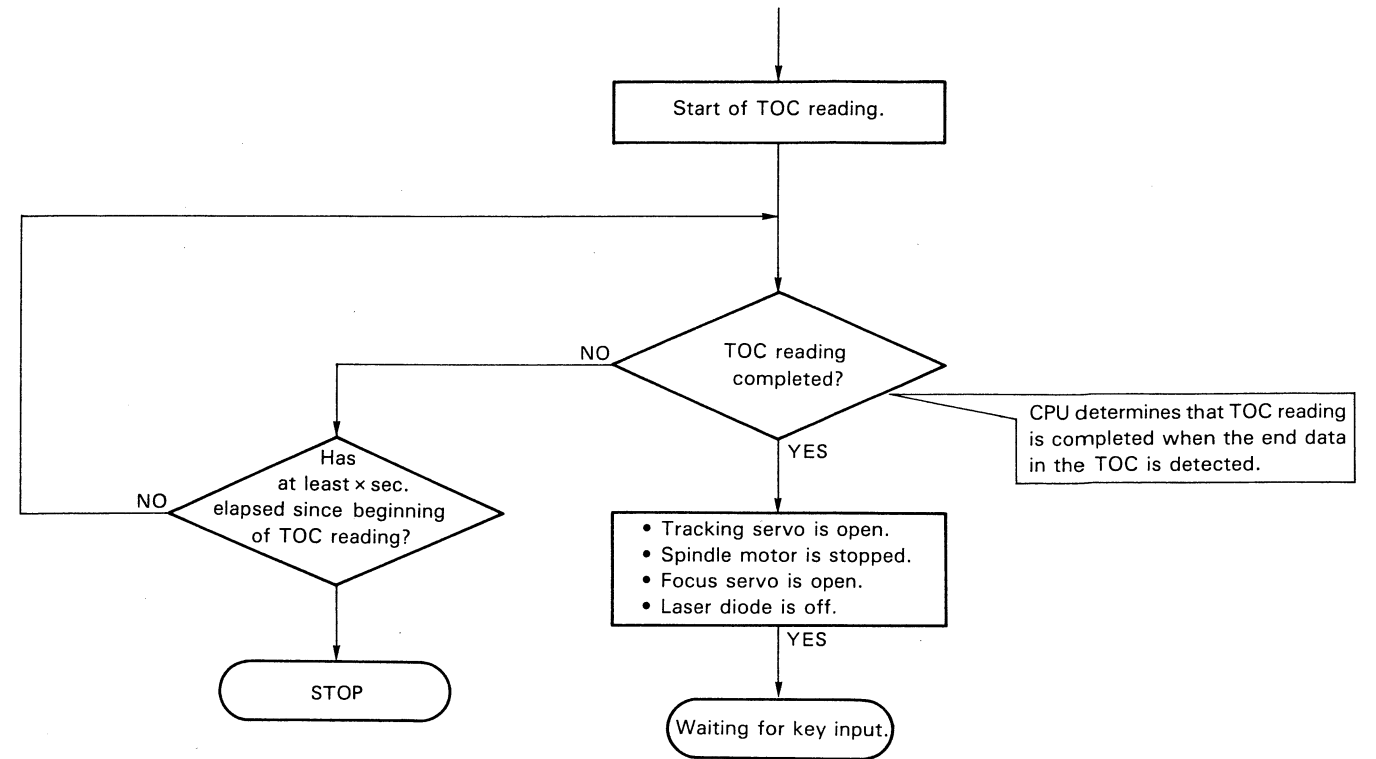 Start of TOC reading.
NO
TOC reading
completed?
CPU determines that TOC reading
is completed when the end data
in the TOC is detected.
YES
Has
at least × sec.
elapsed since beginning
of TOC reading?
NO
• Tracking servo is open.
• Spindle motor is stopped.
• Focus servo is open.
• Laser diode is off.
YES
STOP
Waiting for key input.